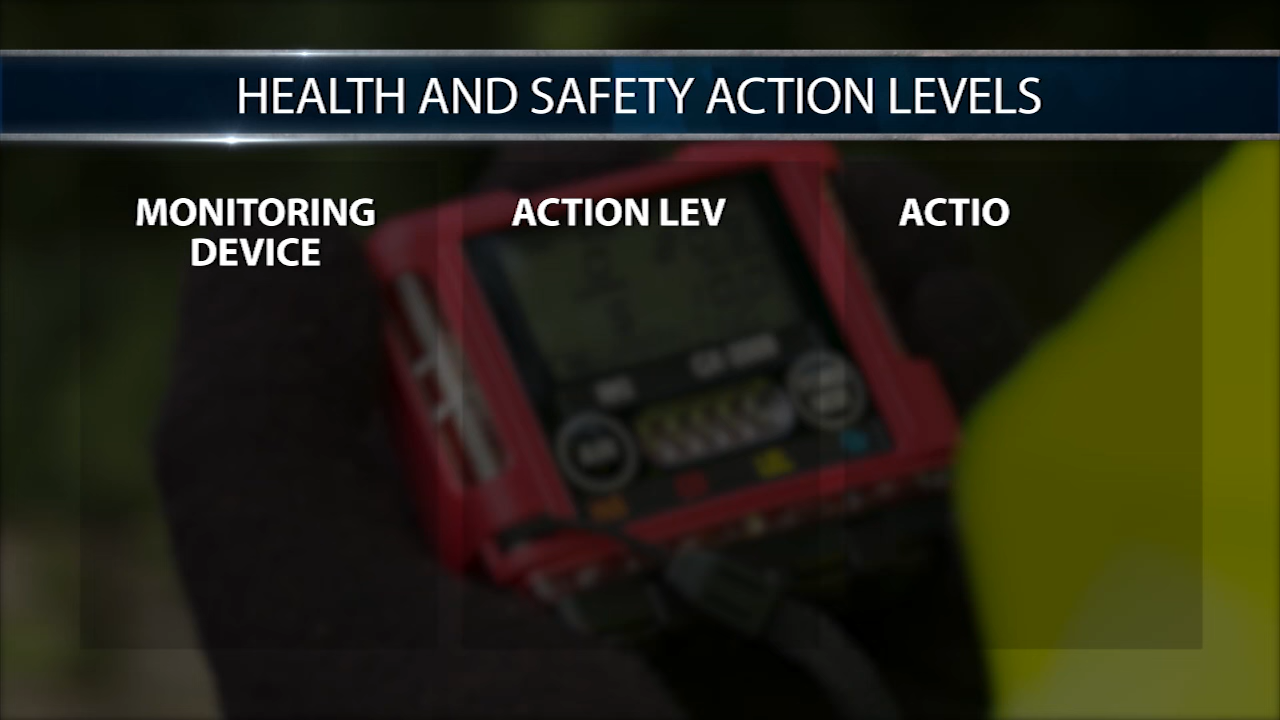 HEALTH AND SAFETY ACTION LEVELS
MONITORING
DEVICE
ACTION LEV
ACTIO